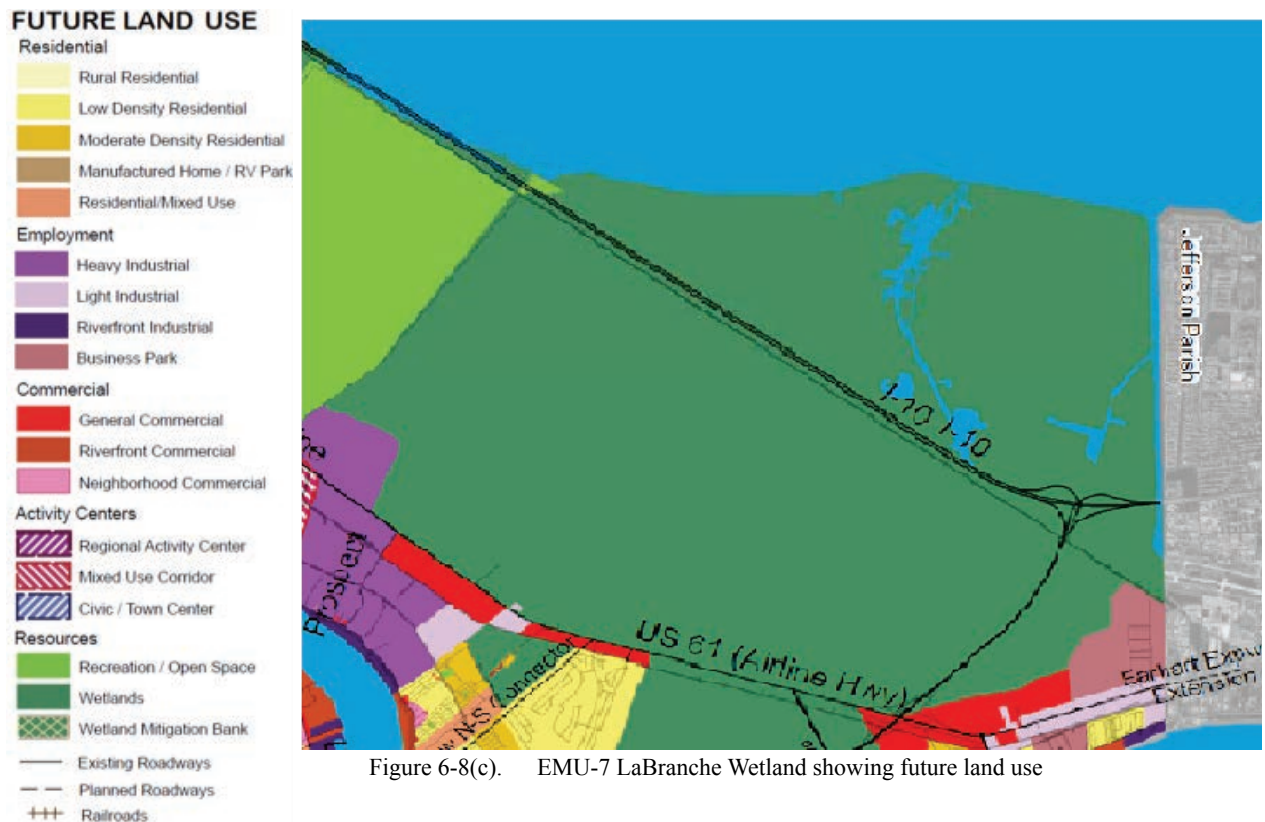 FUTURE LAND USE
Residential
Rural Residential
Low Density Residential
Moderate Density Residential
Manufactured Home / RV Park
Residential/Mixed Use
Employment
Heavy Industrial
Light Industrial
Riverfront Industrial
Business Park
Commercial
General Commercial
Riverfront Commercial
Neighborhood Commercial
Activity Centers
Regional Activity Center
Mixed Use Corridor
Civic / Town Center
Resources
Recreation / Open Space
Wetlands
Wetland Mitigation Bank
Existing Roadways
Planned Roadways
Railroads
Jefferson Parish
I-10 I-10
Prospect
US 61 (Airline Hwy)
Connector
Extension
Figure 6-8(c). EMU-7 LaBranche Wetland showing future land use